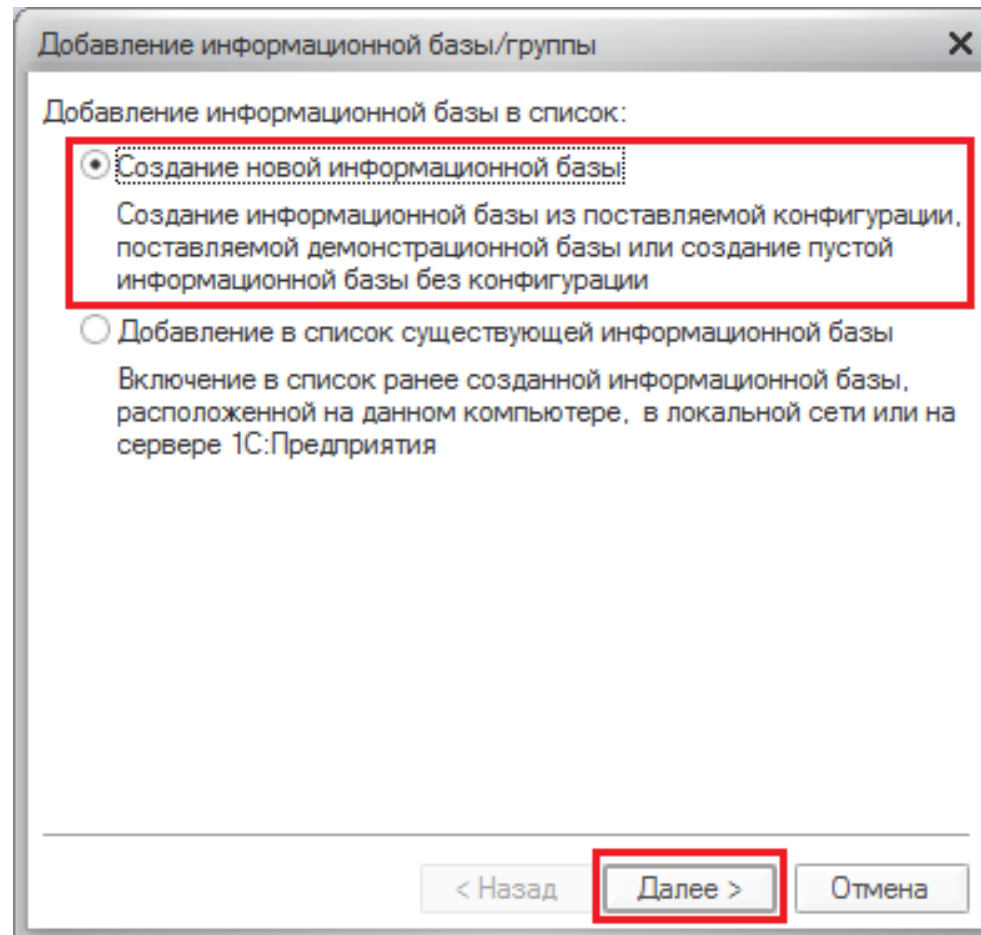 Добавление информационной базы/группы
Добавление информационной базы в список:
Создание новой информационной базы
Создание информационной базы из поставляемой конфигурации,
поставляемой демонстрационной базы или создание пустой
информационной базы без конфигурации
Добавление в список существующей информационной базы
Включение в список ранее созданной информационной базы,
расположенной на данном компьютере, в локальной сети или на
сервере 1С:Предприятия
< Назад Далее > Отмена